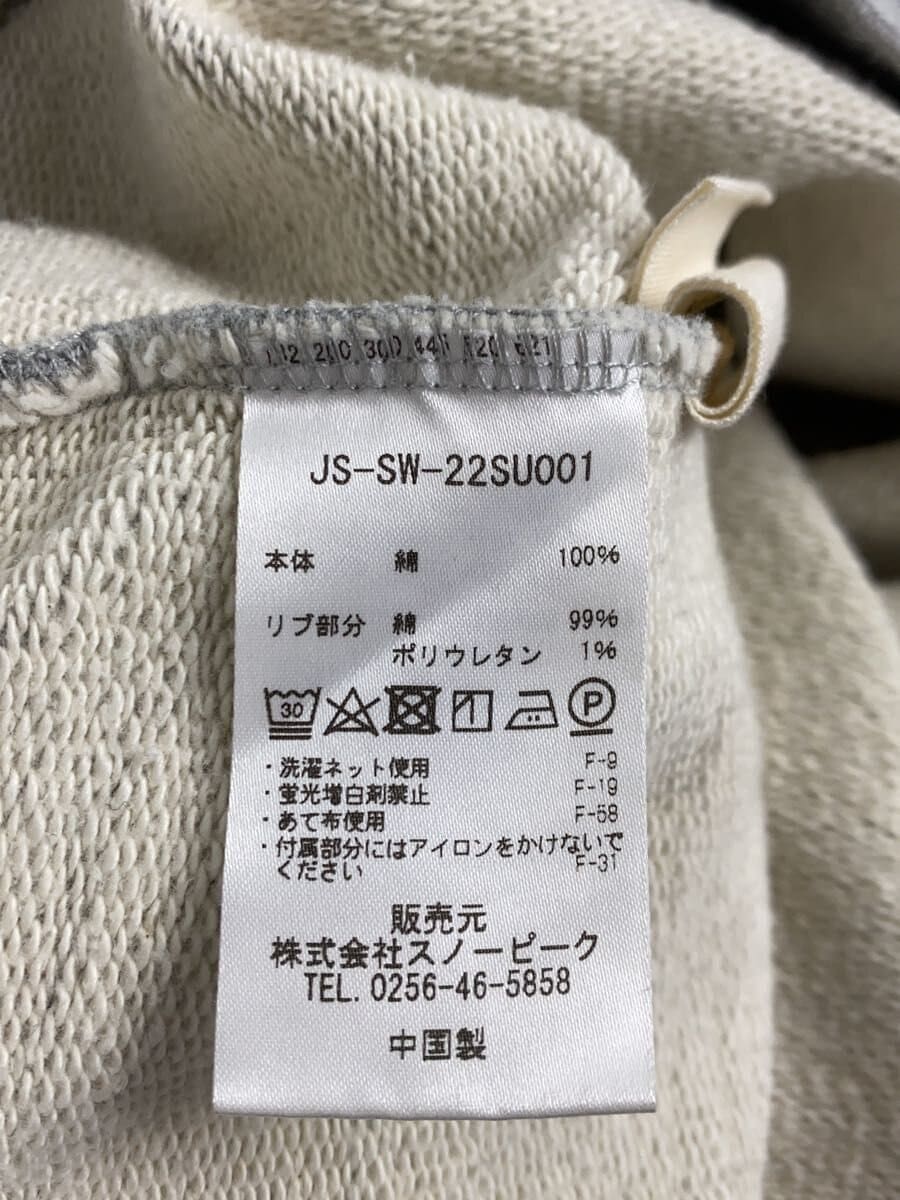 JS-SW-22SU001
本体 綿 100%
リブ部分 綿 99%
ポリウレタン 1%
30 P
・洗濯ネット使用 F-9
・蛍光増白剤禁止 F-19
・あて布使用 F-58
・付属部分にはアイロンをかけないで
ください F-31
販売元
株式会社スノーピーク
TEL. 0256-46-5858
中国製